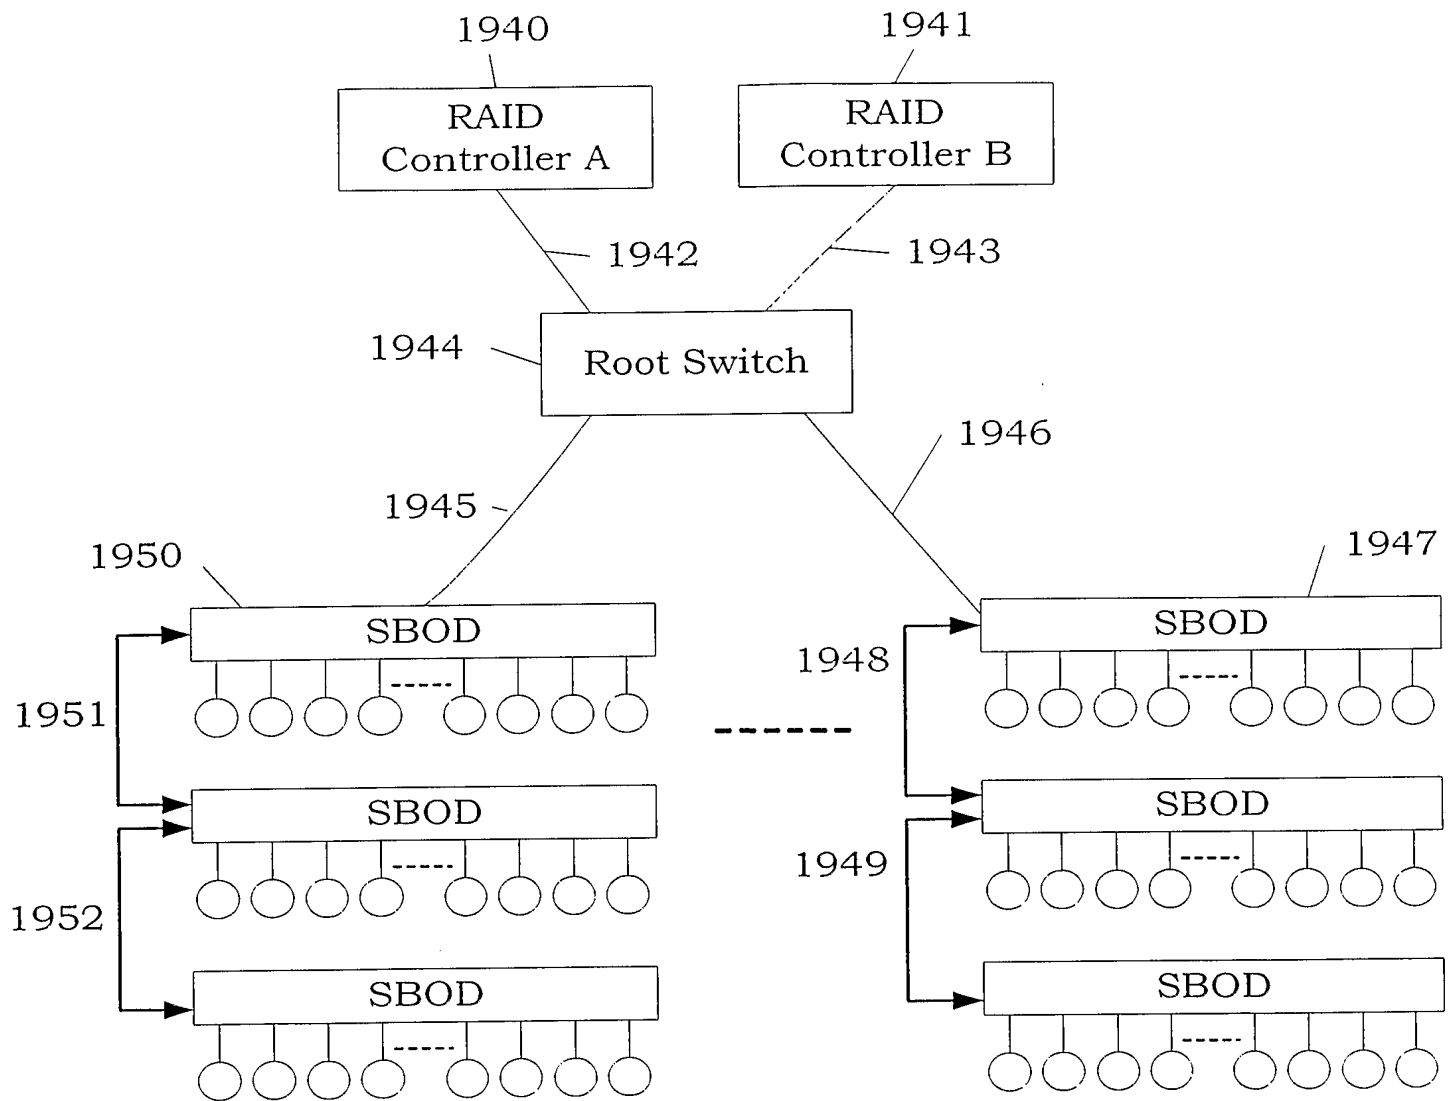 1940
1941
RAID
Controller A
RAID
Controller B
1942
1943
1944
Root Switch
1946
1945
1950
1947
SBOD
SBOD
1948
1951
SBOD
SBOD
1949
1952
SBOD
SBOD